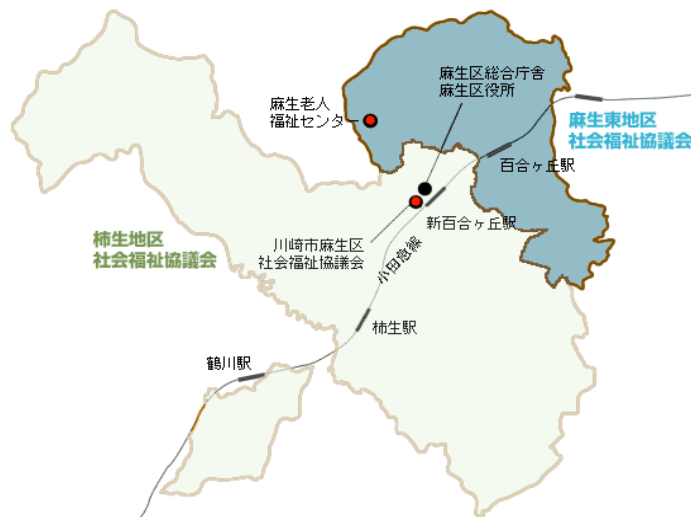 麻生区総合庁舎
麻生区役所
麻生老人
福祉センター
麻生東地区
社会福祉協議会
百合ヶ丘駅
新百合ヶ丘駅
柿生地区
社会福祉協議会
川崎市麻生区
社会福祉協議会
小田急線
柿生駅
鶴川駅